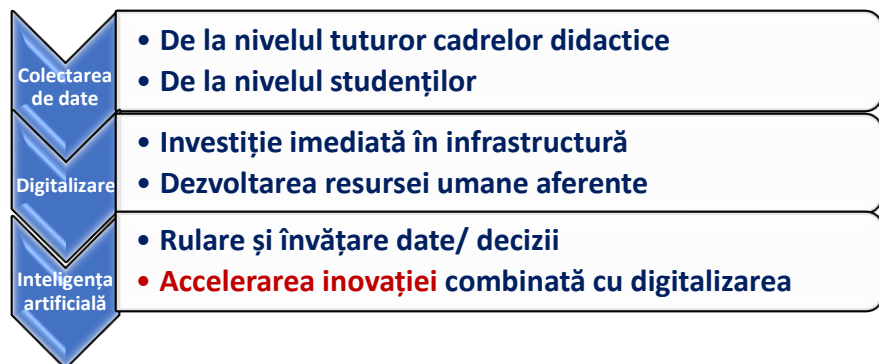 Colectarea
de date
• De la nivelul tuturor cadrelor didactice
• De la nivelul studenților
Digitalizare
• Investiție imediată în infrastructură
• Dezvoltarea resursei umane aferente
Inteligența
artificială
• Rulare și învățare date/ decizii
• Accelerarea inovației combinată cu digitalizarea